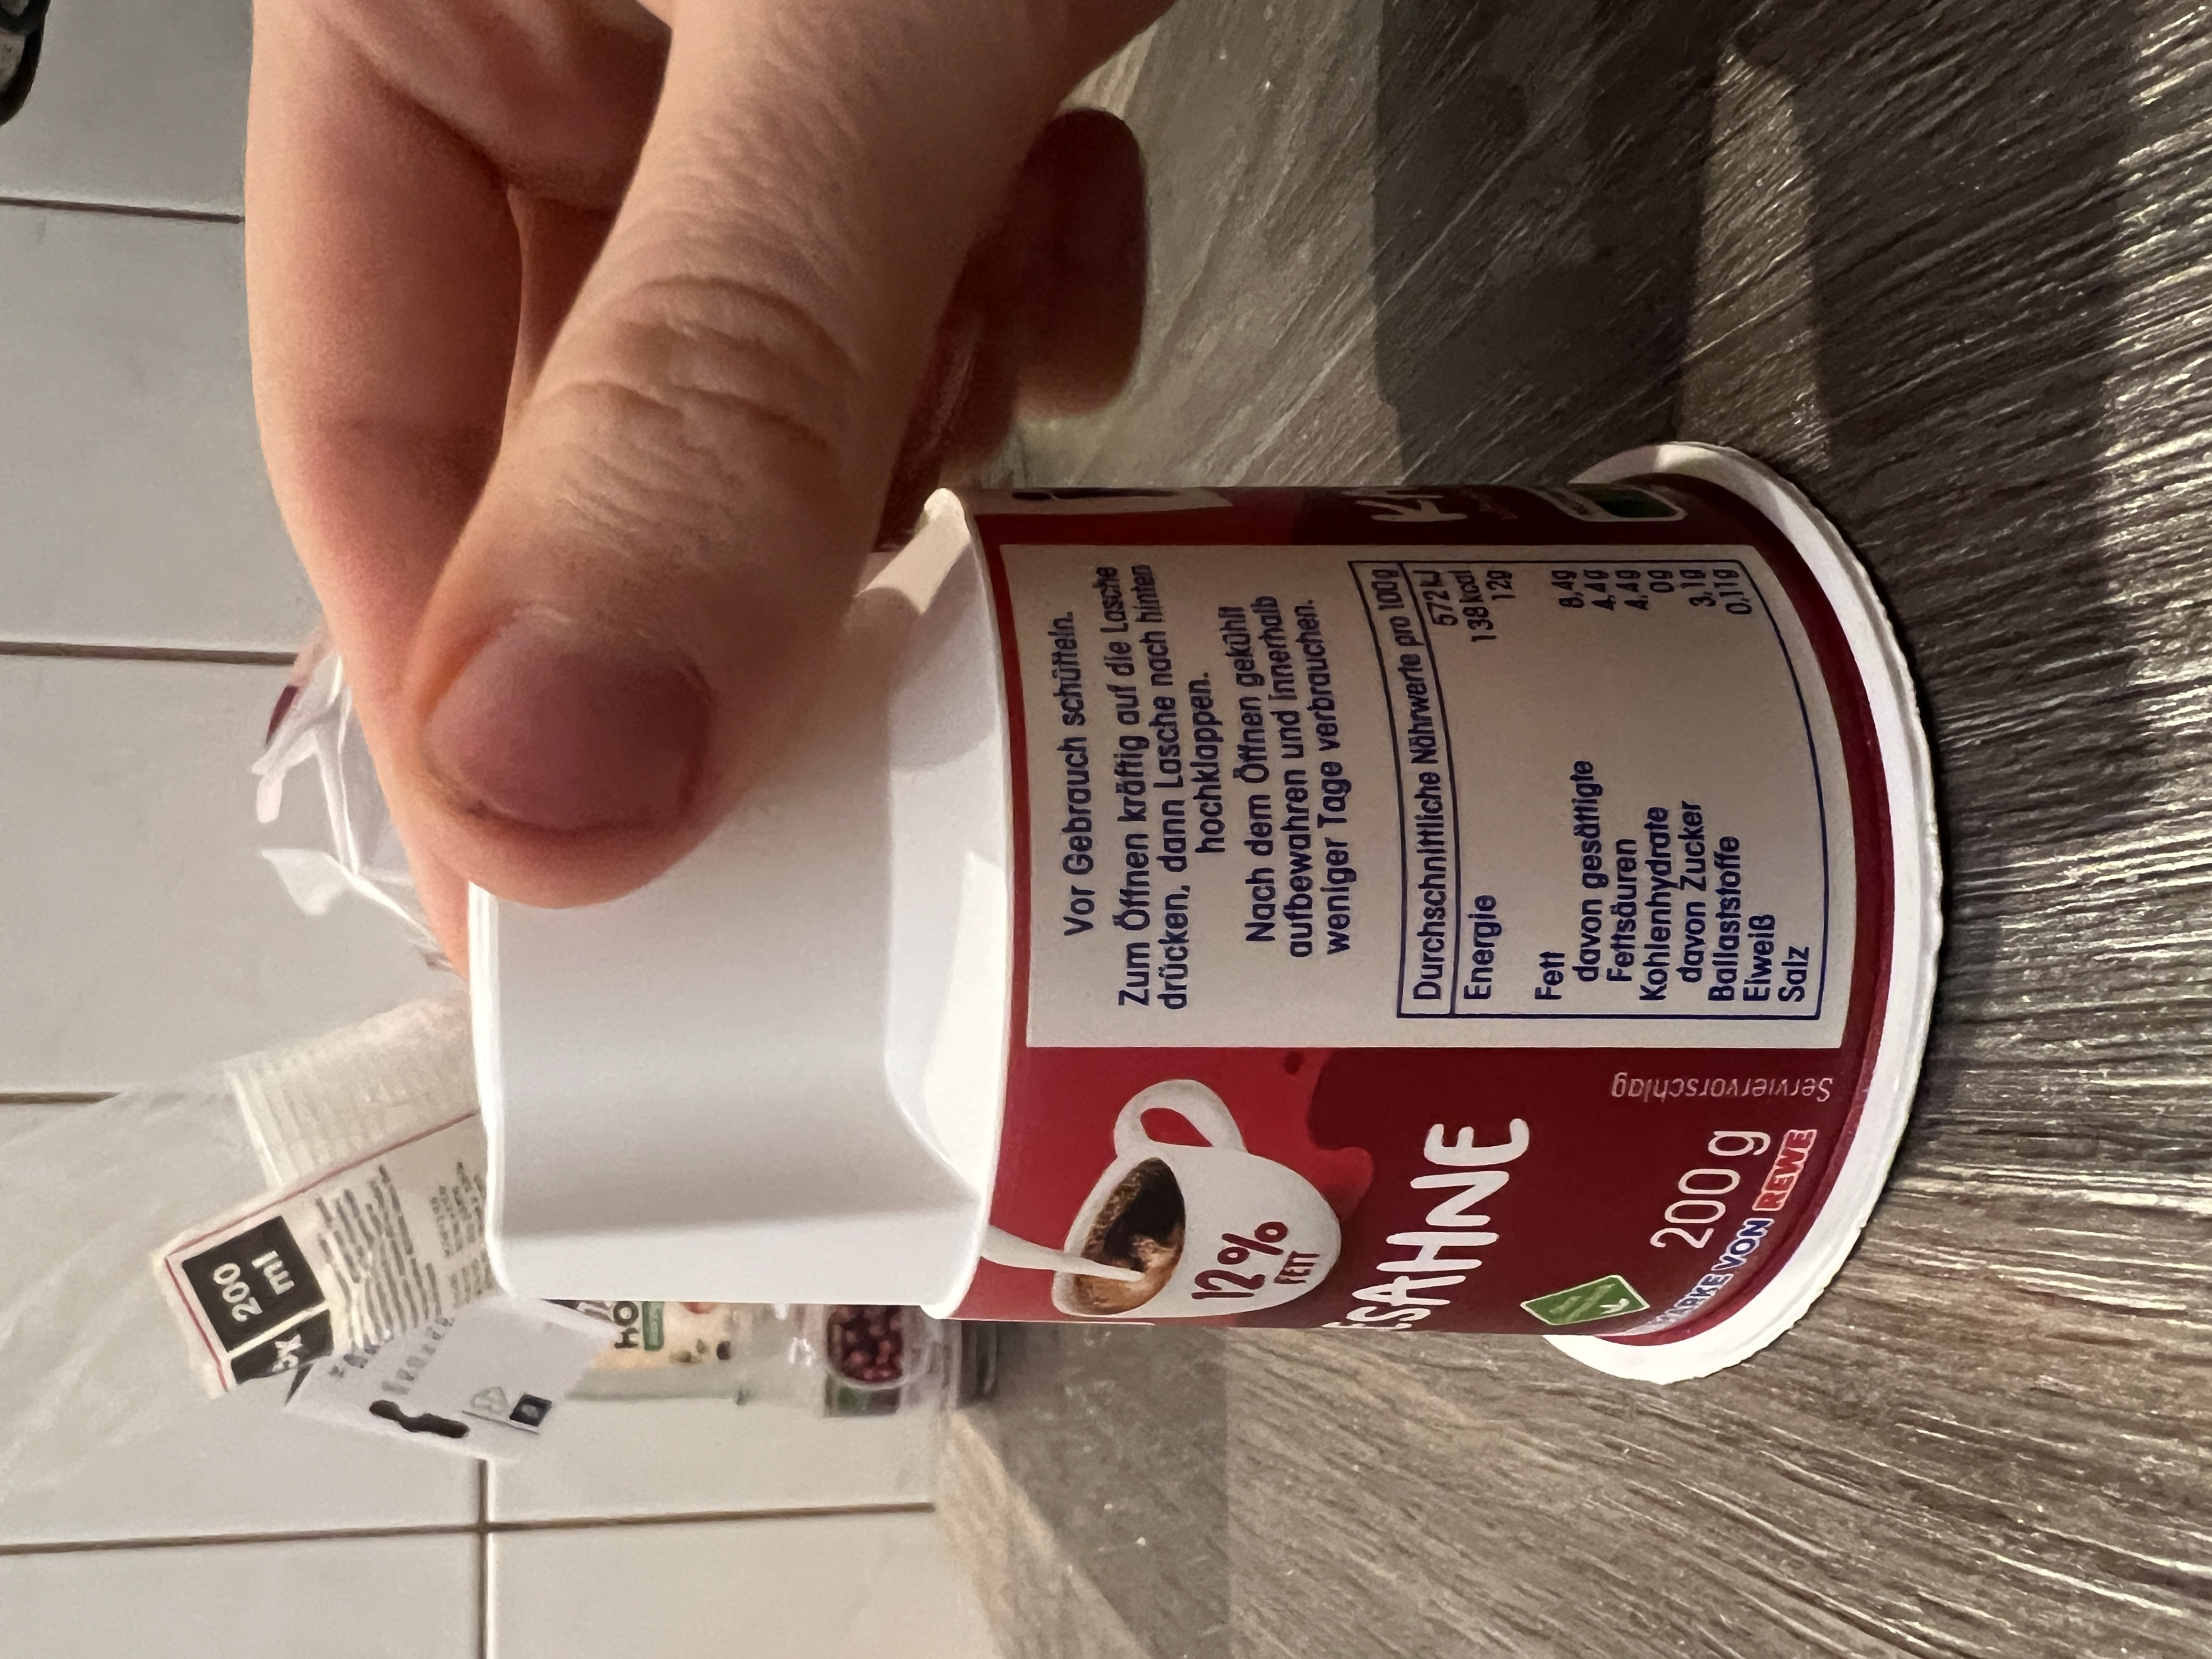 200
ml
HO
12%
FETT
ESAHNE
200 g
MARKE VON REWE
Serviervorschlag
Vor Gebrauch schütteln.
Zum Öffnen kräftig auf die Lasche
drücken, dann Lasche nach hinten
hochklappen.
Nach dem Öffnen gekühlt
aufbewahren und innerhalb
weniger Tage verbrauchen.
Durchschnittliche Nährwerte pro 100g
572 kJ
Energie 138 kcal
12g
Fett
davon gesättigte 8,4g
Fettsäuren 4,4g
Kohlenhydrate 4,4g
davon Zucker 0g
Ballaststoffe 3,1g
Eiweiß 0,11g
Salz